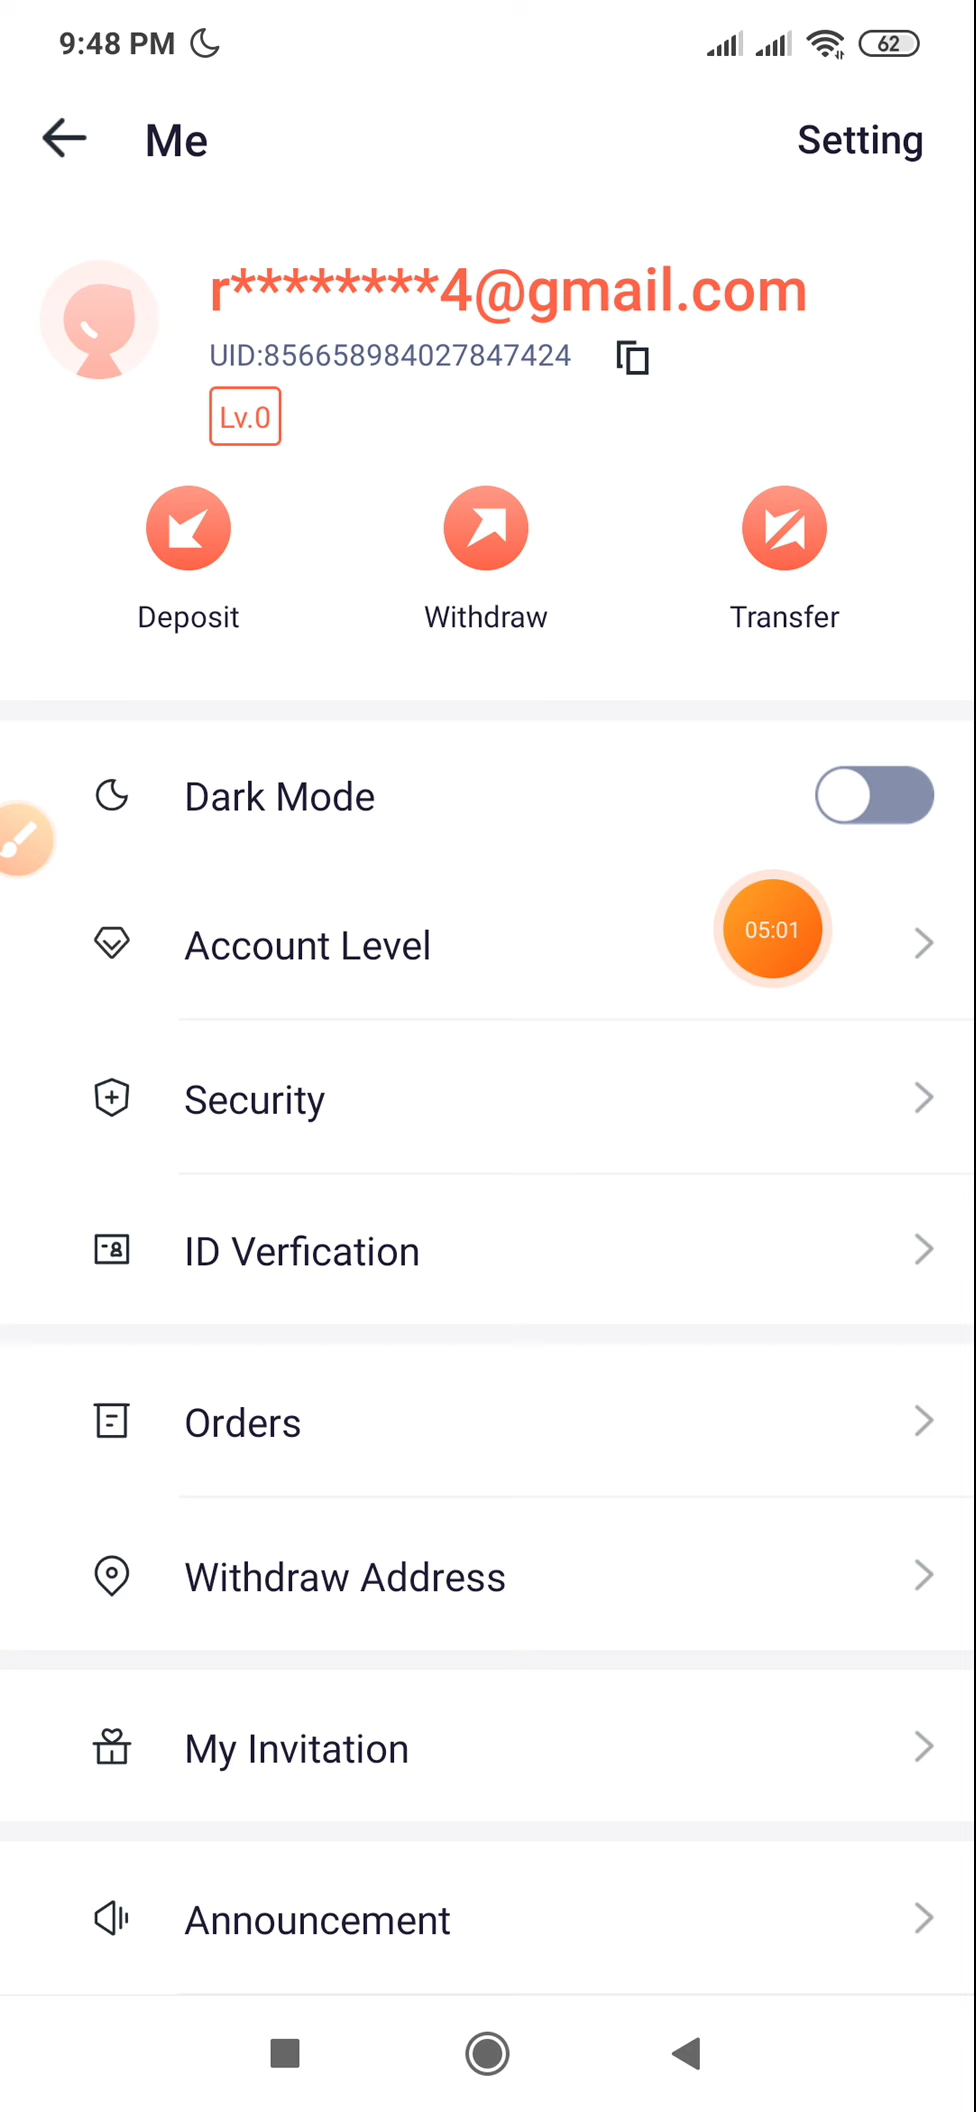 9:48 PM
62
Me
Setting
r********4@gmail.com
UID:856658984027847424
Lv.0
Deposit
Withdraw
Transfer
Dark Mode
05:01
Account Level
Security
ID Verfication
Orders
Withdraw Address
My Invitation
Announcement